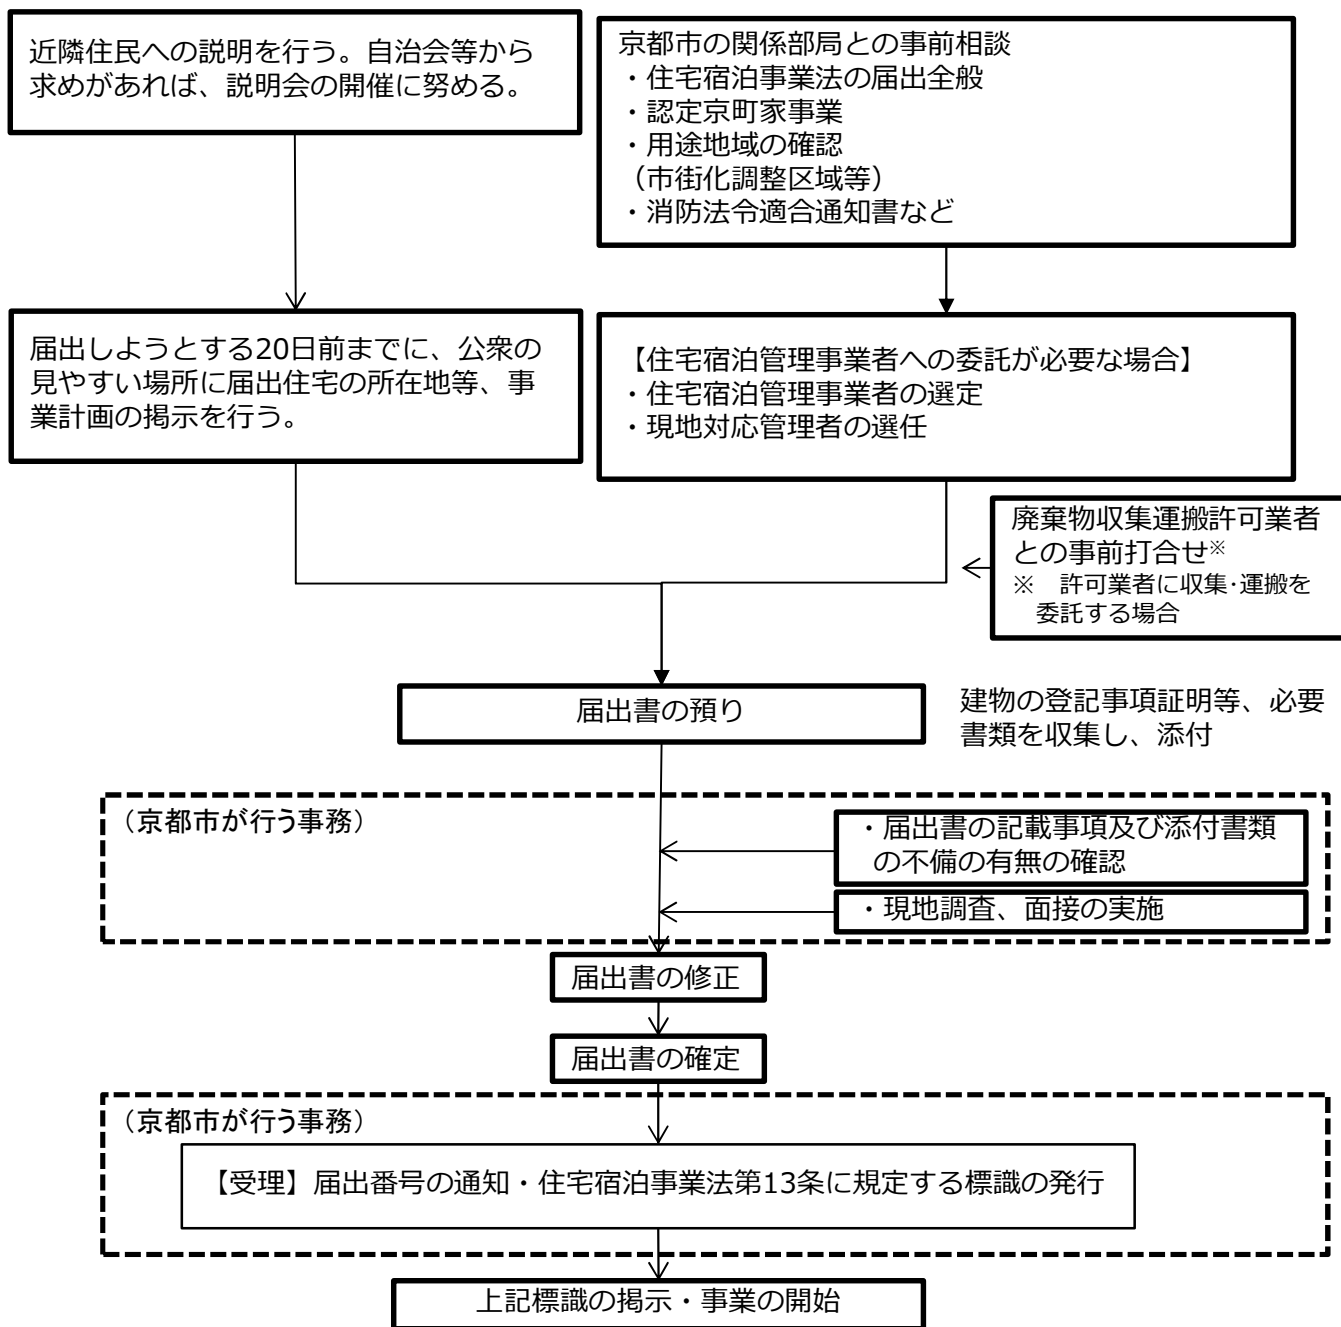 近隣住民への説明を行う。自治会等から
求めがあれば、説明会の開催に努める。
京都市の関係部局との事前相談
・住宅宿泊事業法の届出全般
・認定京町家事業
・用途地域の確認
（市街化調整区域等）
・消防法令適合通知書など
届出しようとする20日前までに、公衆の
見やすい場所に届出住宅の所在地等、事
業計画の掲示を行う。
【住宅宿泊管理事業者への委託が必要な場合】
・住宅宿泊管理事業者の選定
・現地対応管理者の選任
廃棄物収集運搬許可業者
との事前打合せ※
※　許可業者に収集・運搬を
委託する場合
届出書の預り
建物の登記事項証明等、必要
書類を収集し、添付
（京都市が行う事務）
・届出書の記載事項及び添付書類
の不備の有無の確認
・現地調査、面接の実施
届出書の修正
届出書の確定
（京都市が行う事務）
【受理】届出番号の通知・住宅宿泊事業法第13条に規定する標識の発行
上記標識の掲示・事業の開始